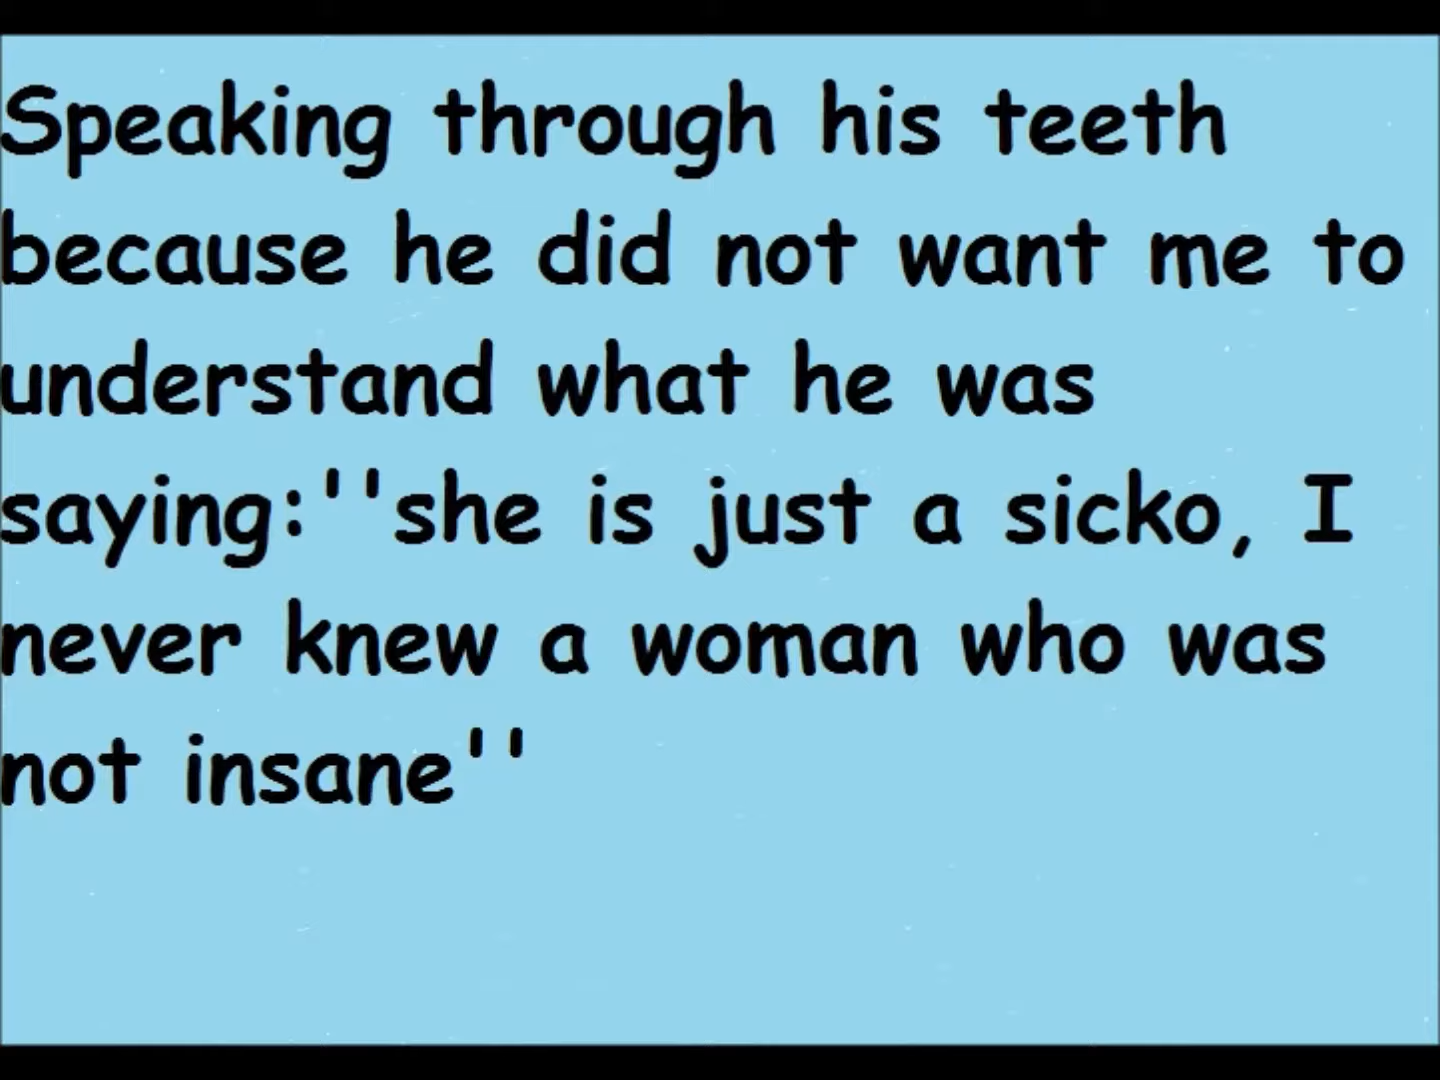 Speaking through his teeth
because he did not want me to
understand what he was
saying:''she is just a sicko, I
never knew a woman who was
not insane''